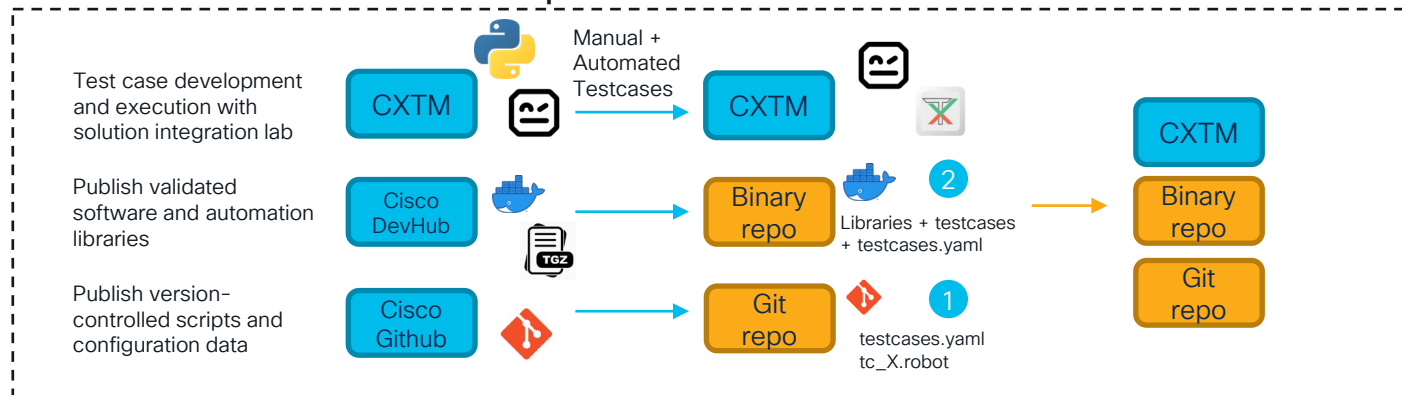 Test case development
and execution with
solution integration lab
CXTM
Manual +
Automated
Testcases
CXTM
CXTM
Publish validated
software and automation
libraries
Cisco
DevHub
TGZ
Binary
repo
2
Libraries + testcases
+ testcases.yaml
Binary
repo
Publish version-
controlled scripts and
configuration data
Cisco
Github
Git
repo
1
testcases.yaml
tc_X.robot
Git
repo